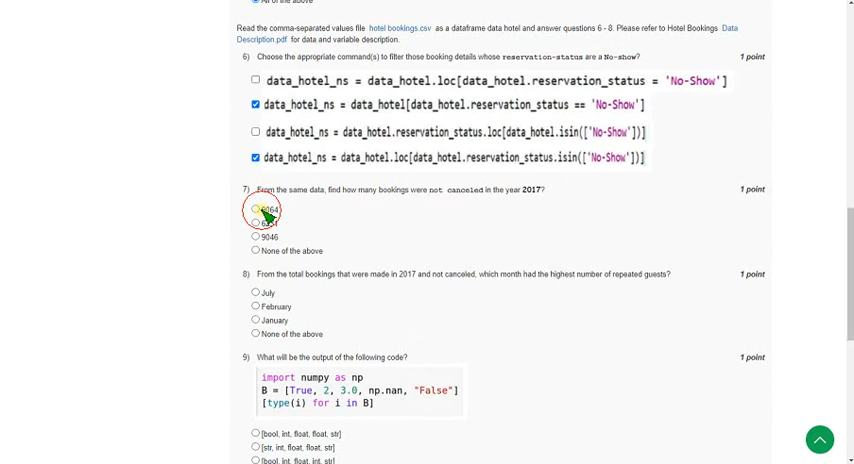 All of the above
Read the comma-separated values file hotel bookings.csv as a dataframe data hotel and answer questions 6 - 8. Please refer to Hotel Bookings Data
Description.pdf for data and variable description.
6) Choose the appropriate command(s) to filter those booking details whose reservation-status are a No-show? 1 point
data_hotel_ns = data_hotel.loc[data_hotel.reservation_status = 'No-Show']
data_hotel_ns = data_hotel[data_hotel.reservation_status == 'No-Show']
data_hotel_ns = data_hotel.reservation_status.loc[data_hotel.isin(['No-Show'])]
data_hotel_ns = data_hotel.loc[data_hotel.reservation_status.isin(['No-Show'])]
7) From the same data, find how many bookings were not canceled in the year 2017? 1 point
9046
None of the above
8) From the total bookings that were made in 2017 and not canceled, which month had the highest number of repeated guests? 1 point
July
February
January
None of the above
9) What will be the output of the following code? 1 point
import numpy as np
B = [True, 2, 3.0, np.nan, "False"]
[type(i) for i in B]
[bool, int, float, float, str]
[str, int, float, float, str]
[bool, int, float, int, str]